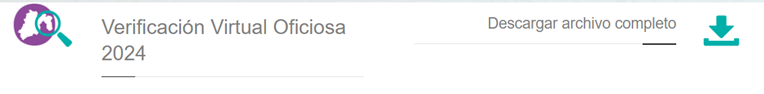 Verificación Virtual Oficiosa
2024
Descargar archivo completo